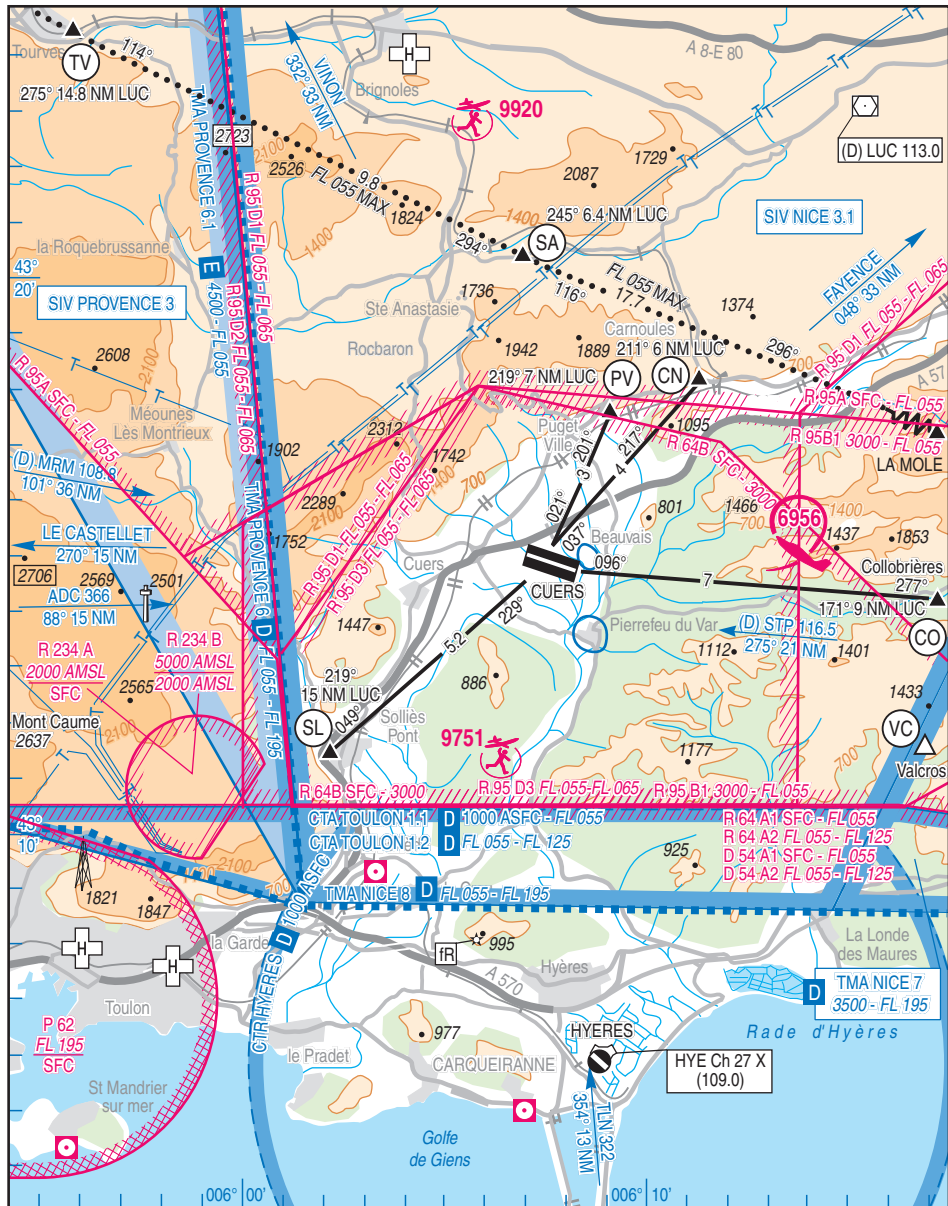 Tourves
TV
275° 14.8 NM LUC
114°
A 8-E 80
VINON
332° 33 NM
Brignoles
H
9920
(D) LUC 113.0
TMA PROVENCE 6.1
E 4500 - FL 055
2723
2100
2526
FL 055 MAX
9.8
1824
1400
294°
2087
1729
1400
245° 6.4 NM LUC
SA
SIV NICE 3.1
R 95 D1 FL 055 - FL 065
R 95 D2 FL 055 - FL 065
la Roquebrussanne
43°
20'
SIV PROVENCE 3
FAYENCE
048° 33 NM
FL 055 MAX
17.7
116°
296°
1736
Ste Anastasie
1374
Carnoules
211° 6 NM LUC
Rocbaron
1942
1889
2608
2100
219° 7 NM LUC
PV
CN
700
R 95 D1 FL 055 - FL 065
A 57
R 95A SFC - FL 055
R 95A SFC - FL 055
R 95B1 3000 - FL 055
LA MOLE
Méounes
Lès Montrieux
1902
2312
1742
700
Puget
Ville
1095
R 64B SFC - 3000
201°
3
021°
217°
4
037°
(D) MRM 108.8
101° 36 NM
2289
2100
1752
801
1466
700
6956
1400
1437
1853
LE CASTELLET
270° 15 NM
2706
2569
2501
ADC 366
88° 15 NM
TMA PROVENCE 6 D FL 055 - FL 195
R 95 D1 FL 055 - FL 065
R 95 D3 FL 055 - FL 065
Cuers
Beauvais
096°
CUERS
7
Collobrières
277°
171° 9 NM LUC
CO
1447
229°
5.2
049°
Pierrefeu du Var
(D) STP 116.5
275° 21 NM
1112
1401
R 234 A
2000 AMSL
SFC
R 234 B
5000 AMSL
2000 AMSL
2565
Mont Caume
2637
219°
15 NM LUC
SL
886
Solliès
Pont
9751
1433
VC
Valcros
1177
700
R 64B SFC - 3000
R 95 D3 FL 055-FL 065
R 95 B1 3000 - FL 055
43°
10'
CTA TOULON 1.1 D 1000 ASFC - FL 055
CTA TOULON 1.2 D FL 055 - FL 125
R 64 A1 SFC - FL 055
R 64 A2 FL 055 - FL 125
D 54 A1 SFC - FL 055
D 54 A2 FL 055 - FL 125
1400
2100
700
925
1821
1847
TMA NICE 8 D FL 055 - FL 195
CTR HYERES D 1000 ASFC
la Garde
fR
995
A 570
Hyères
La Londe
des Maures
H
H
Toulon
D
TMA NICE 7
3500 - FL 195
P 62
FL 195
SFC
977
le Pradet
CARQUEIRANNE
HYERES
Rade d'Hyères
HYE Ch 27 X
(109.0)
St Mandrier
sur mer
TLN 322
354° 13 NM
Golfe
de Giens
006° 00'
006° 10'